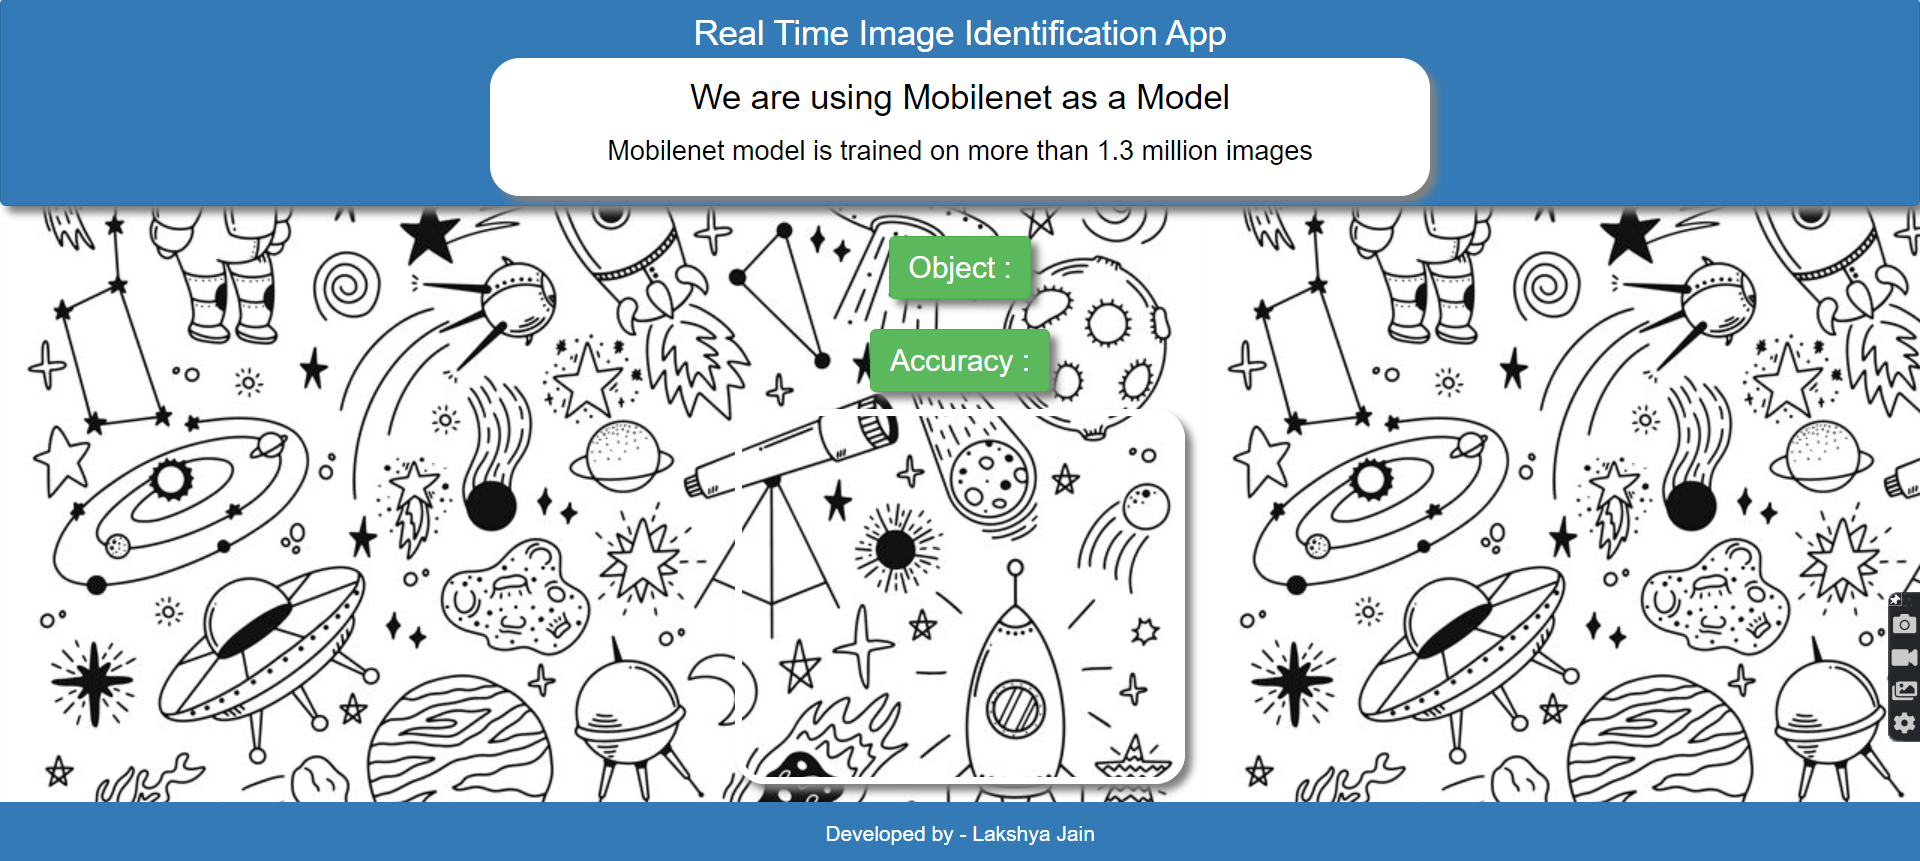 Real Time Image Identification App
We are using Mobilenet as a Model
Mobilenet model is trained on more than 1.3 million images
Object :
Accuracy :
Developed by - Lakshya Jain